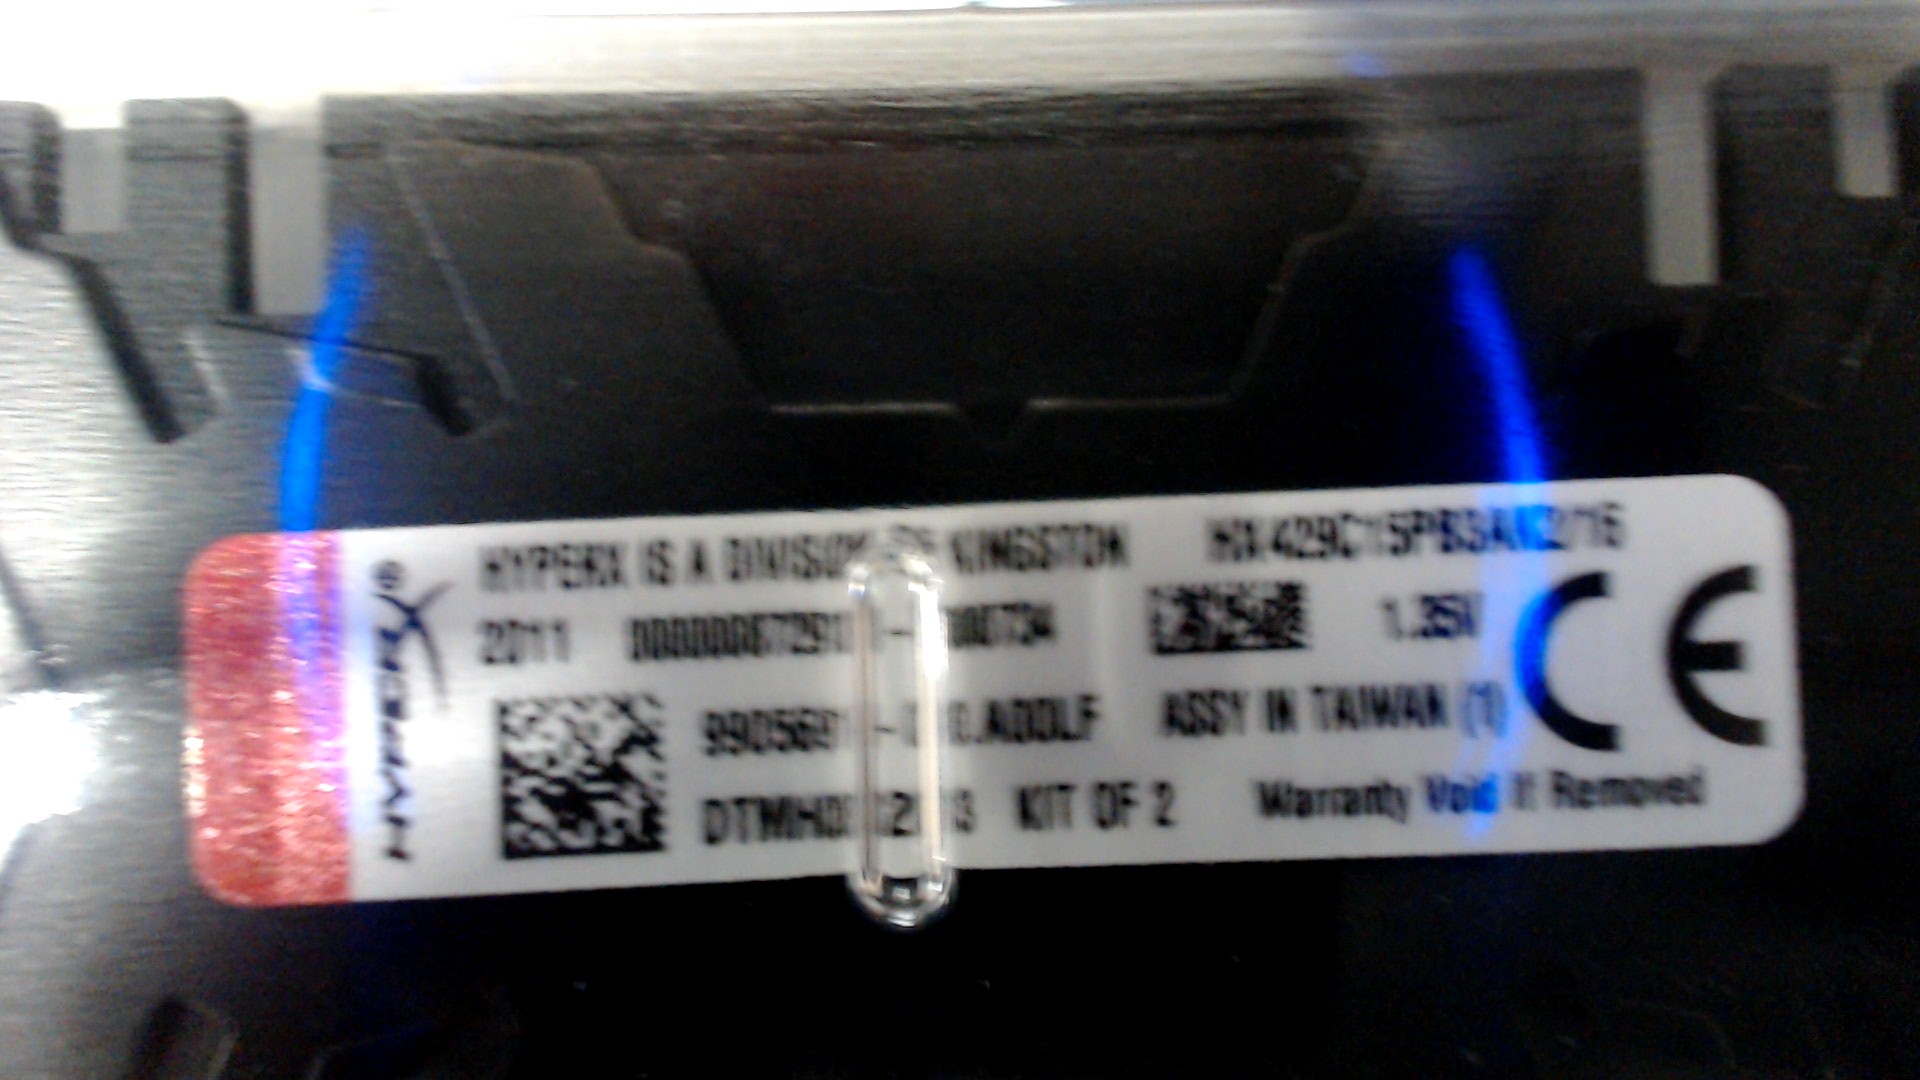 HYPERX IS A DIVISION OF KINGSTON HX429C15PB3AK2/16
2011 1.35V
ASSY IN TAIWAN (1)
KIT OF 2 Warranty Void If Removed
HYPERX®
CE